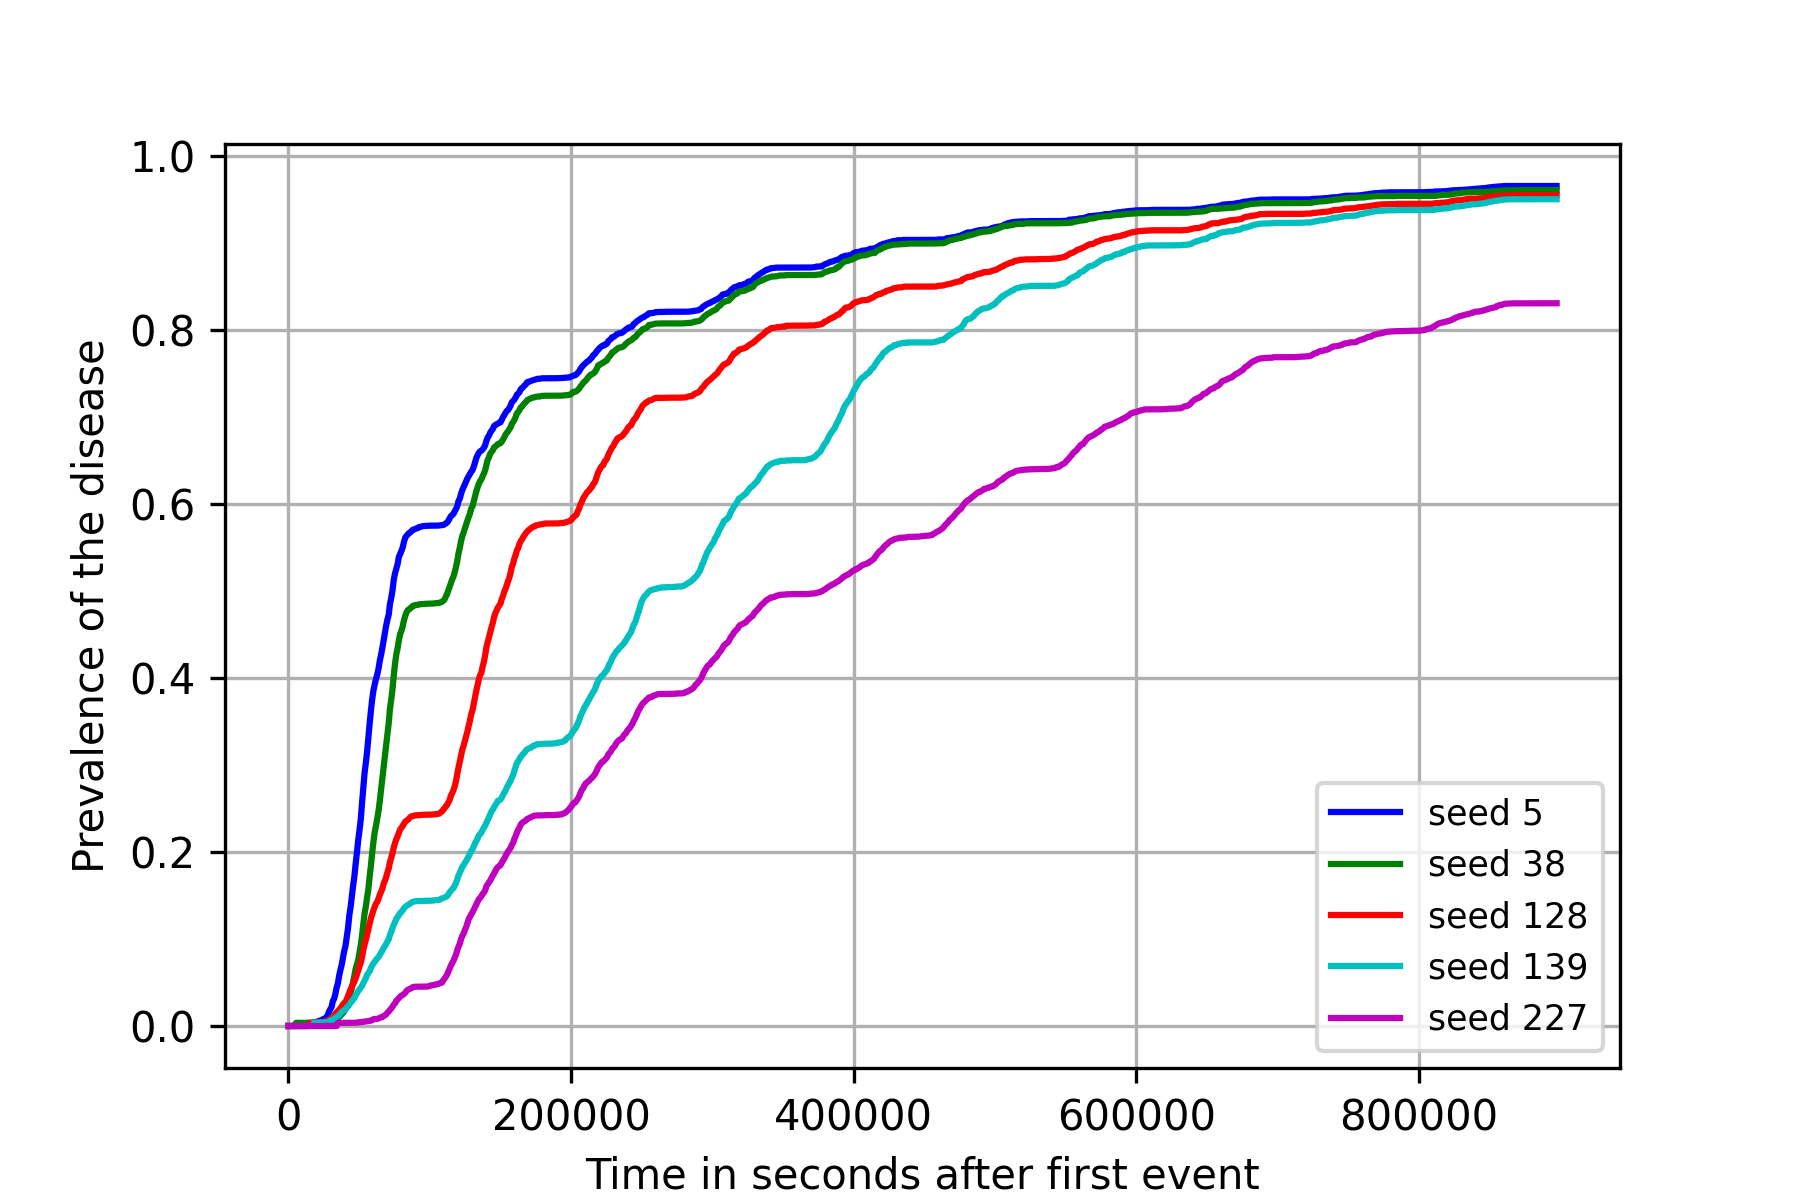 1.0
0.8
0.6
0.4
0.2
0.0
Prevalence of the disease
seed 5
seed 38
seed 128
seed 139
seed 227
0 200000 400000 600000 800000
Time in seconds after first event